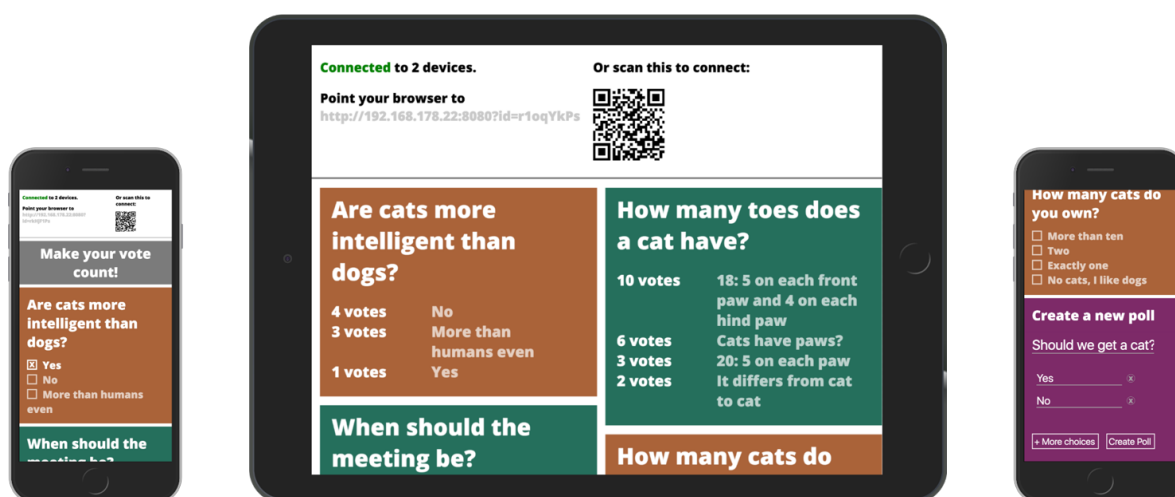 Connected to 2 devices.
Point your browser to
Or scan this to
connect:
Make your vote
count!
Are cats more
intelligent than
dogs?
Yes
No
More than humans
even
When should the
meeting be?
Connected to 2 devices.
Point your browser to
http://192.168.178.22:8080?id=r1oqYkPs
Or scan this to connect:
Are cats more
intelligent than
dogs?
4 votes No
3 votes More than
humans even
1 vote Yes
When should the
meeting be?
How many toes does
a cat have?
10 votes 18: 5 on each front
paw and 4 on each
hind paw
6 votes Cats have paws?
3 votes 20: 5 on each paw
2 votes It differs from cat
to cat
How many cats do
How many cats do
you own?
More than ten
Two
Exactly one
No cats, I like dogs
Create a new poll
Should we get a cat?
Yes
No
+ More choices
Create Poll